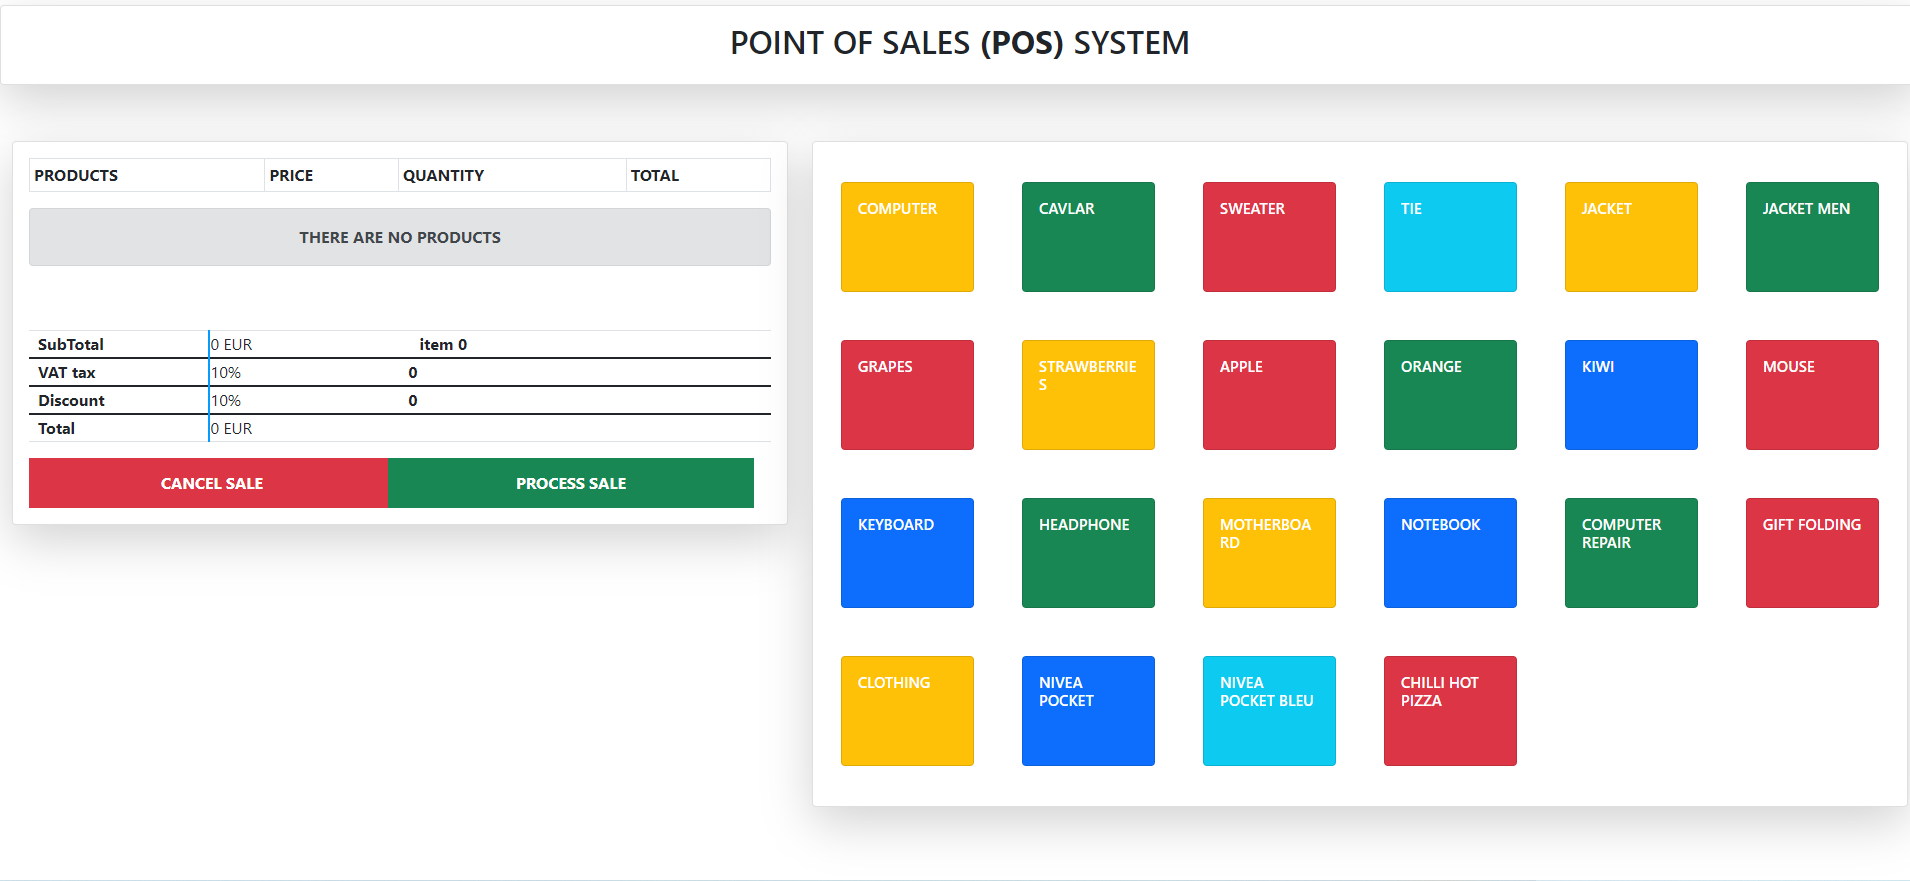 POINT OF SALES (POS) SYSTEM
PRODUCTS PRICE QUANTITY TOTAL
THERE ARE NO PRODUCTS
SubTotal 0 EUR item 0
VAT tax 10% 0
Discount 10% 0
Total 0 EUR
CANCEL SALE PROCESS SALE
COMPUTER
CAVLAR
SWEATER
TIE
JACKET
JACKET MEN
GRAPES
STRAWBERRIE
S
APPLE
ORANGE
KIWI
MOUSE
KEYBOARD
HEADPHONE
MOTHERBOA
RD
NOTEBOOK
COMPUTER
REPAIR
GIFT FOLDING
CLOTHING
NIVEA
POCKET
NIVEA
POCKET BLEU
CHILLI HOT
PIZZA